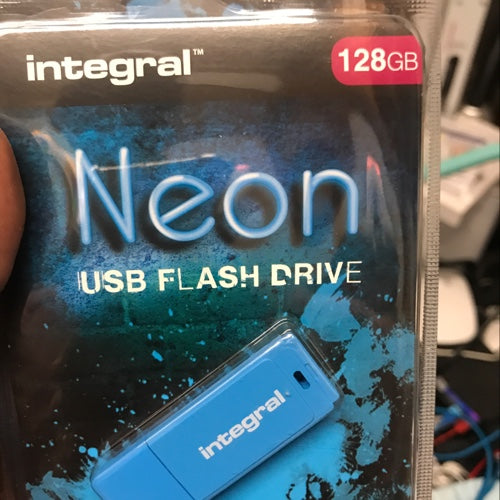 integral™
128GB
Neon
USB FLASH DRIVE
integral